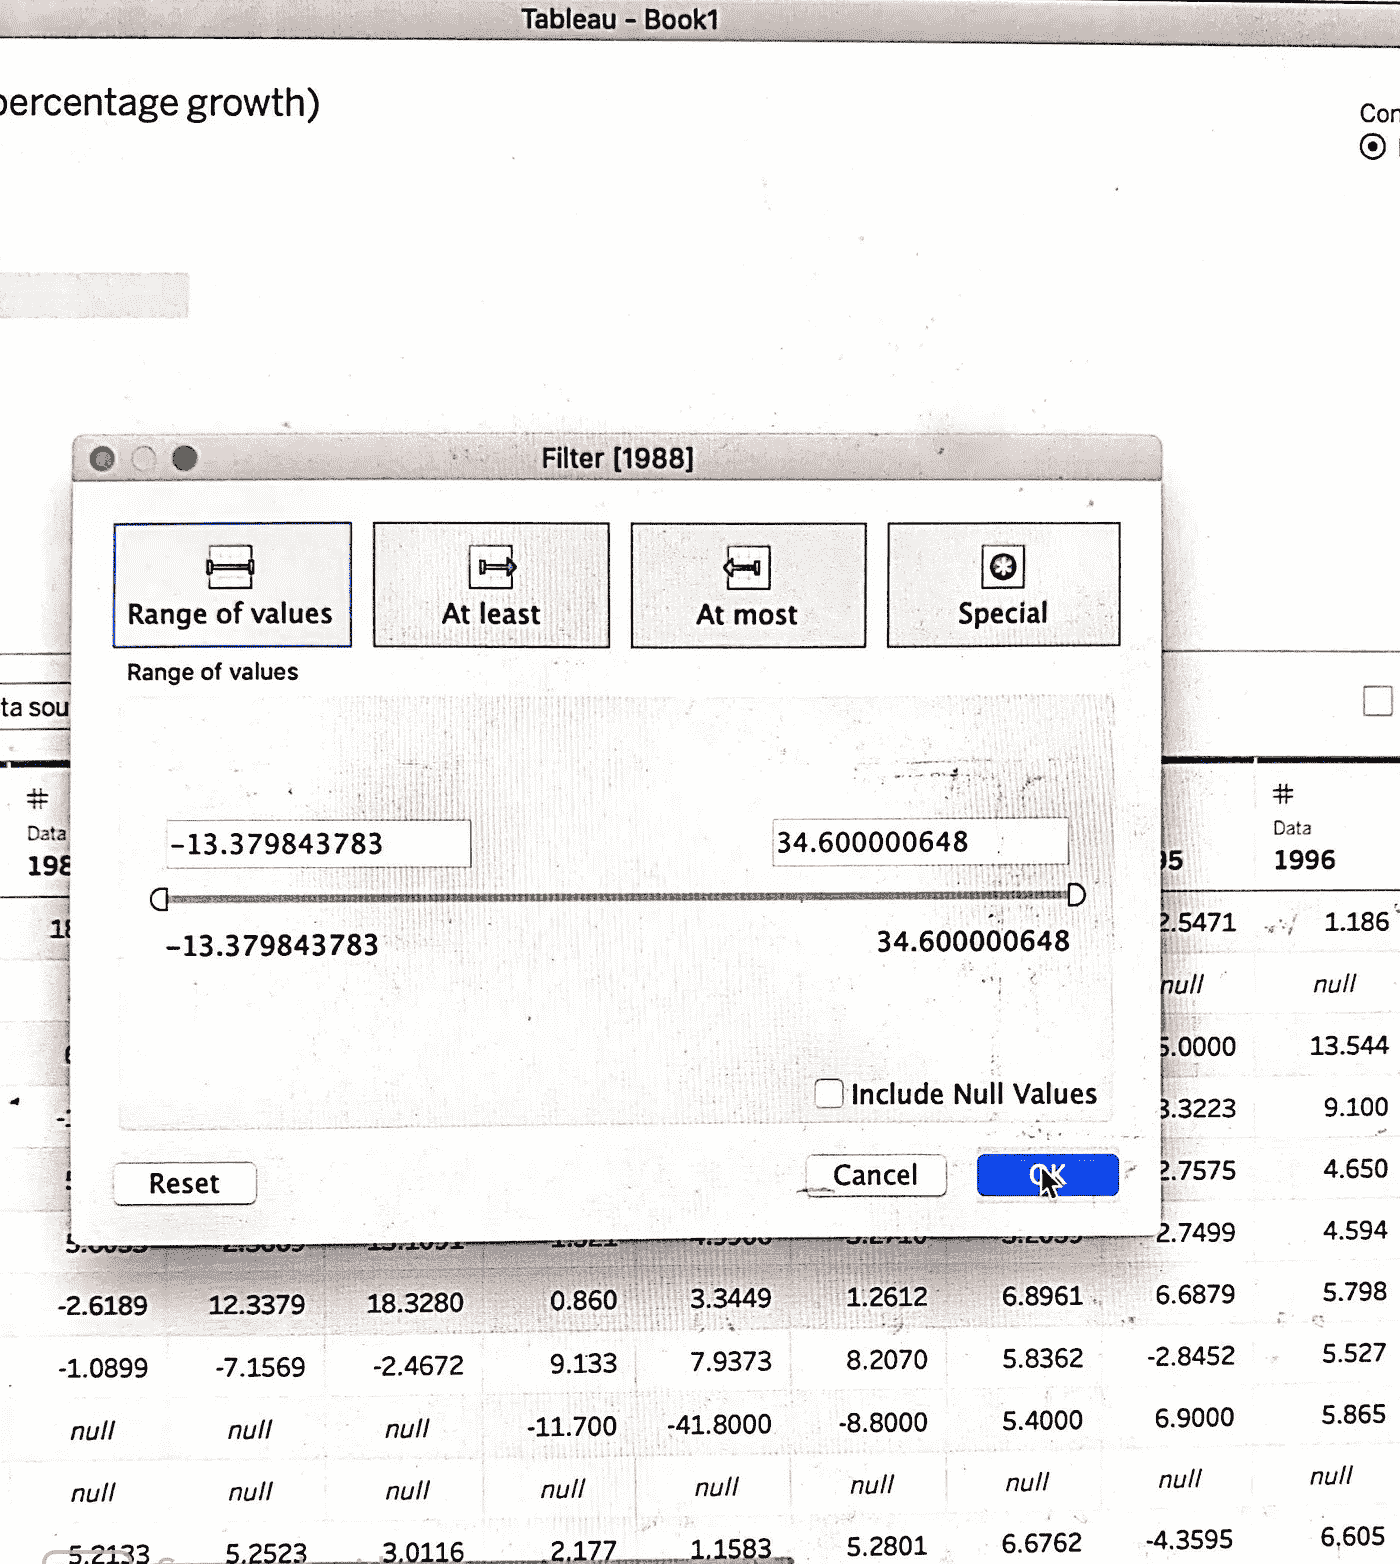 Tableau - Book1
percentage growth)
Filter [1988]
Range of values At least At most Special
Range of values
#
Data
#
Data
1996
-13.379843783 34.600000648
-13.379843783 34.600000648
2.5471 1.186
null null
5.0000 13.544
Include Null Values
3.3223 9.100
Reset Cancel OK
2.7575 4.650
2.7499 4.594
-2.6189 12.3379 18.3280 0.860 3.3449 1.2612 6.8961 6.6879 5.798
-1.0899 -7.1569 -2.4672 9.133 7.9373 8.2070 5.8362 -2.8452 5.527
null null null -11.700 -41.8000 -8.8000 5.4000 6.9000 5.865
null null null null null null null null null
5.2133 5.2523 3.0116 2.177 1.1583 5.2801 6.6762 -4.3595 6.605